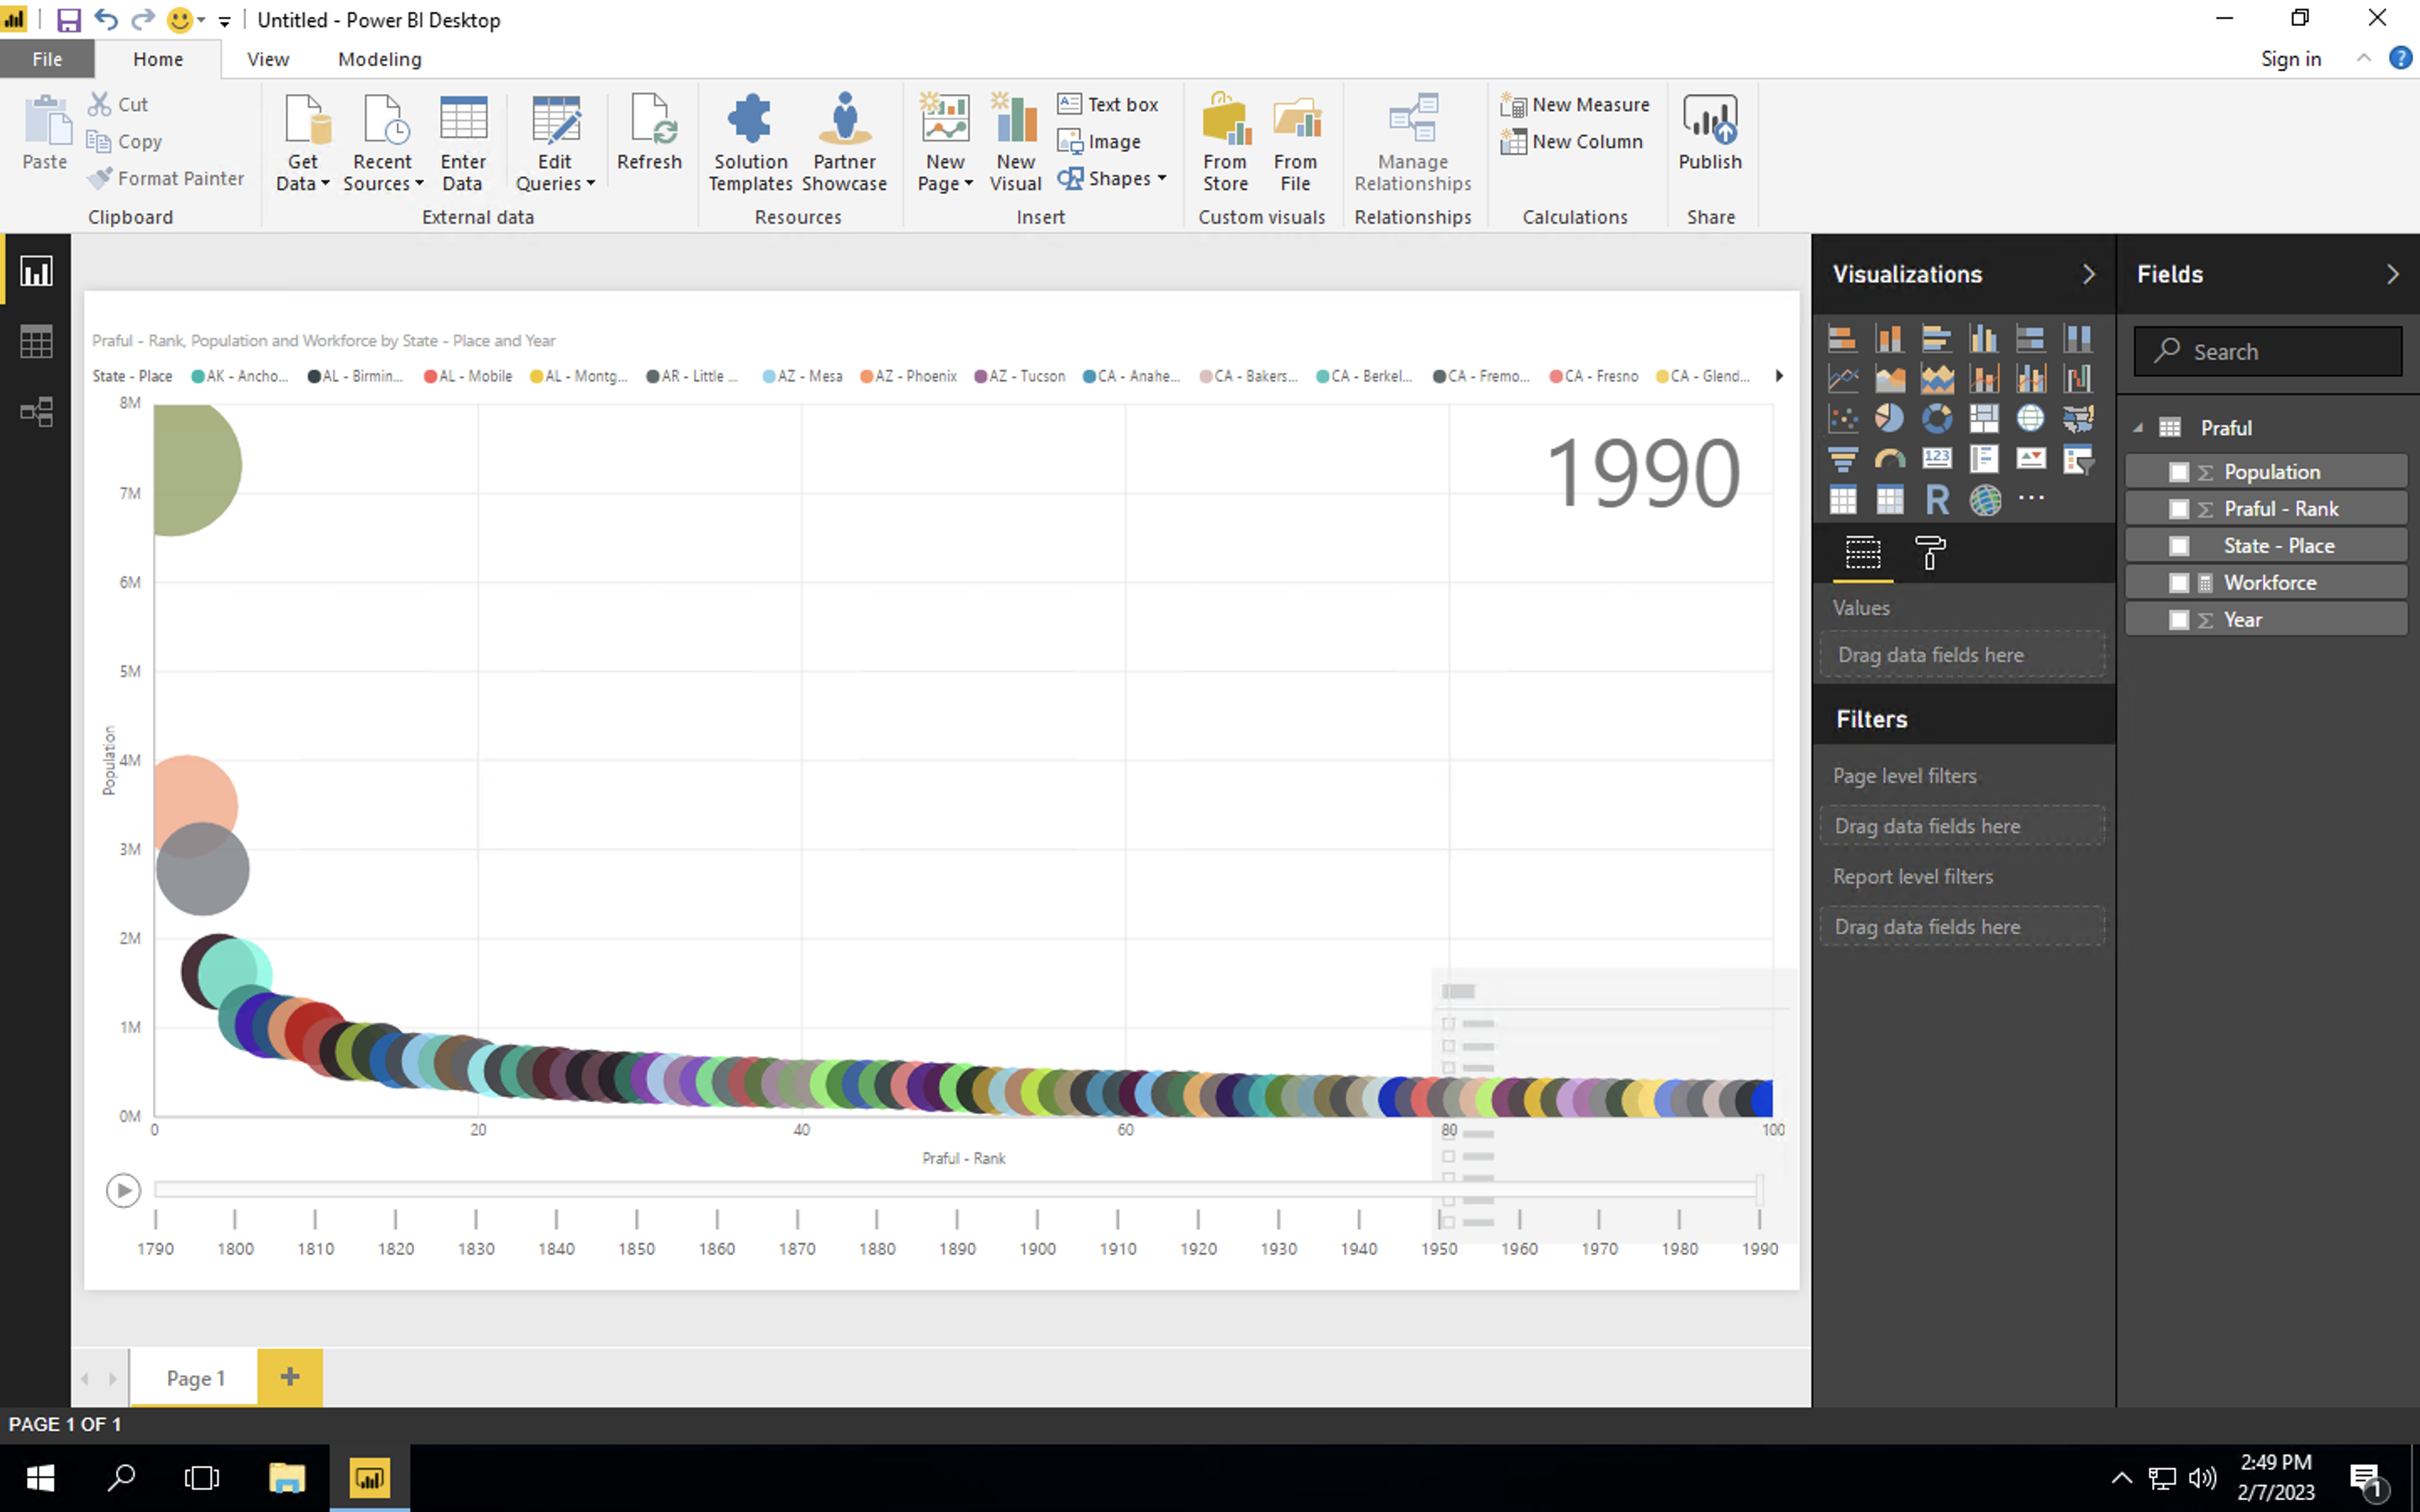 Untitled - Power BI Desktop
File Home View Modeling Sign in ?
Paste Cut Copy Format Painter
Clipboard
Get Data Recent Sources Enter Data Edit Queries Refresh
External data
Solution Templates Partner Showcase
Resources
New Page New Visual Text box Image Shapes
Insert
From Store From File
Custom visuals
Manage Relationships
Relationships
New Measure New Column
Calculations
Publish
Share
Praful - Rank, Population and Workforce by State - Place and Year
State - Place AK - Ancho... AL - Birmin... AL - Mobile AL - Montg... AR - Little ... AZ - Mesa AZ - Phoenix AZ - Tucson CA - Anahe... CA - Bakers... CA - Berkel... CA - Fremo... CA - Fresno CA - Glend...
1990
8M
7M
6M
5M
4M
3M
2M
1M
0M
Population
0 20 40 60 80 100
Praful - Rank
1790 1800 1810 1820 1830 1840 1850 1860 1870 1880 1890 1900 1910 1920 1930 1940 1950 1960 1970 1980 1990
Visualizations
123
R
...
Values
Drag data fields here
Filters
Page level filters
Drag data fields here
Report level filters
Drag data fields here
Fields
Search
Praful
Σ Population
Σ Praful - Rank
State - Place
Workforce
Σ Year
Page 1 +
PAGE 1 OF 1
2:49 PM
2/7/2023
1